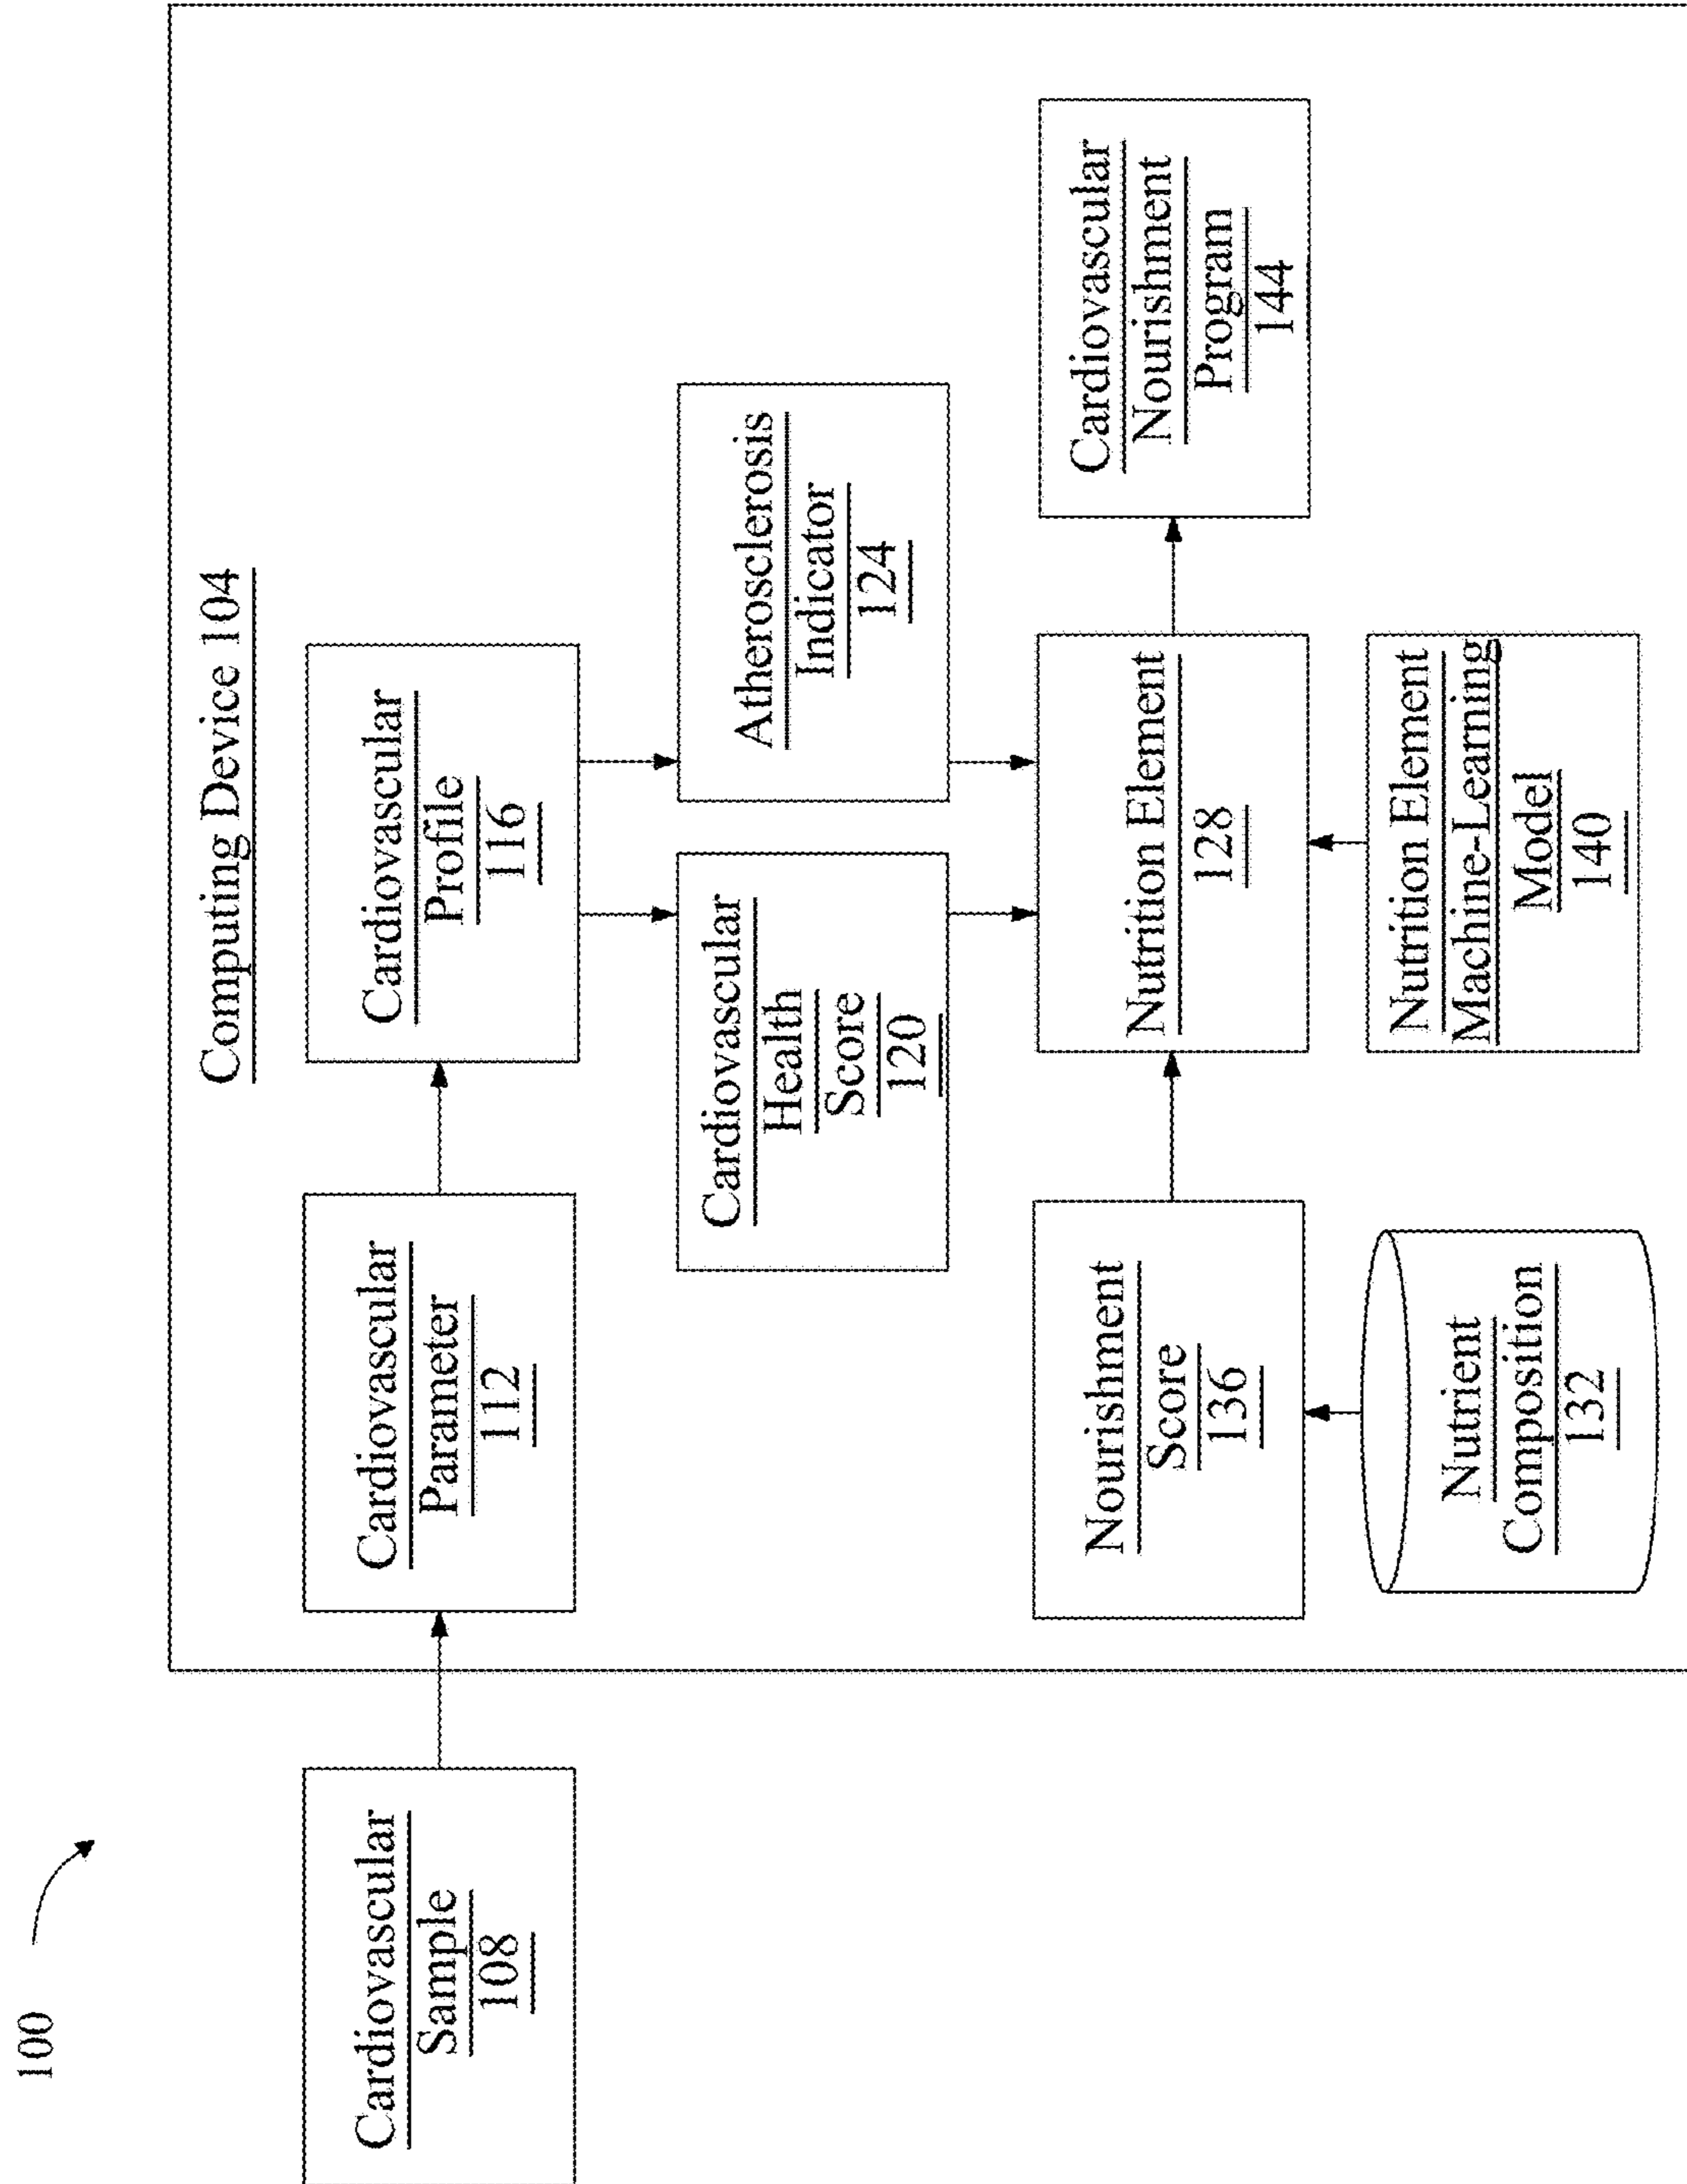 100
Computing Device 104
Cardiovascular
Sample
108
Cardiovascular
Parameter
112
Cardiovascular
Profile
116
Cardiovascular
Health
Score
120
Atherosclerosis
Indicator
124
Nourishment
Score
136
Nutrition Element
128
Cardiovascular
Nourishment
Program
144
Nutrient
Composition
132
Nutrition Element
Machine-Learning
Model
140